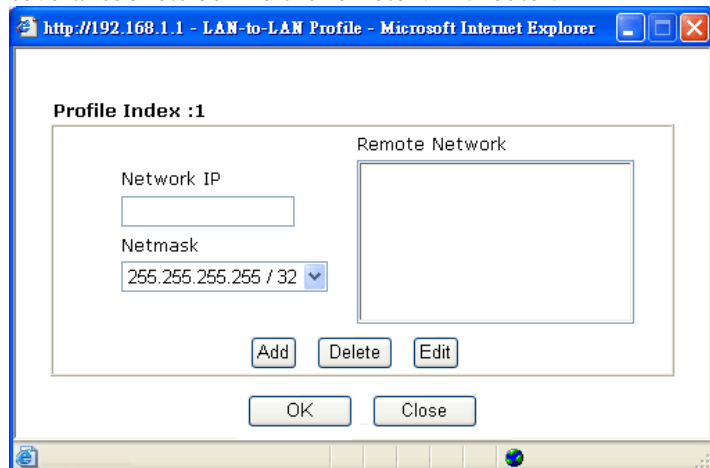 http://192.168.1.1 - LAN-to-LAN Profile - Microsoft Internet Explorer
Profile Index :1
Remote Network
Network IP
Netmask
255.255.255.255 / 32
Add Delete Edit
OK Close